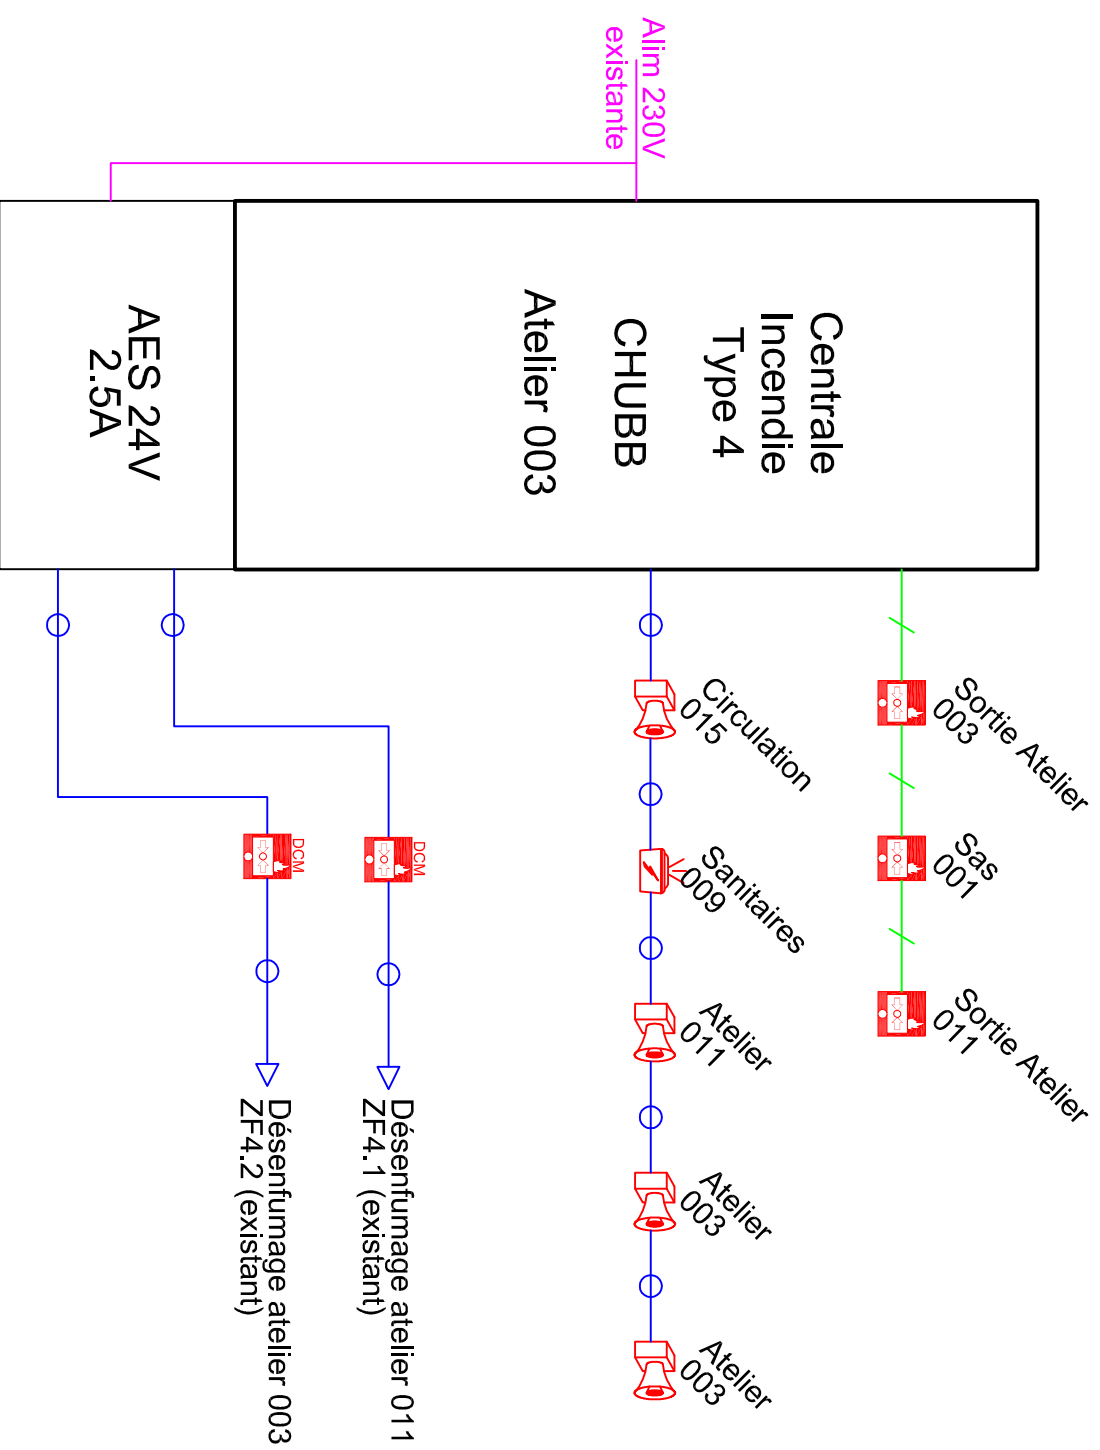 Alim 230V
existante
Centrale
Incendie
Type 4
CHUBB
Atelier 003
AES 24V
2.5A
Sortie Atelier
003
Sas
001
Sortie Atelier
011
Circulation
015
Sanitaires
009
Atelier
011
Atelier
003
Atelier
003
DCM
Désenfumage atelier 011
ZF4.1 (existant)
DCM
Désenfumage atelier 003
ZF4.2 (existant)